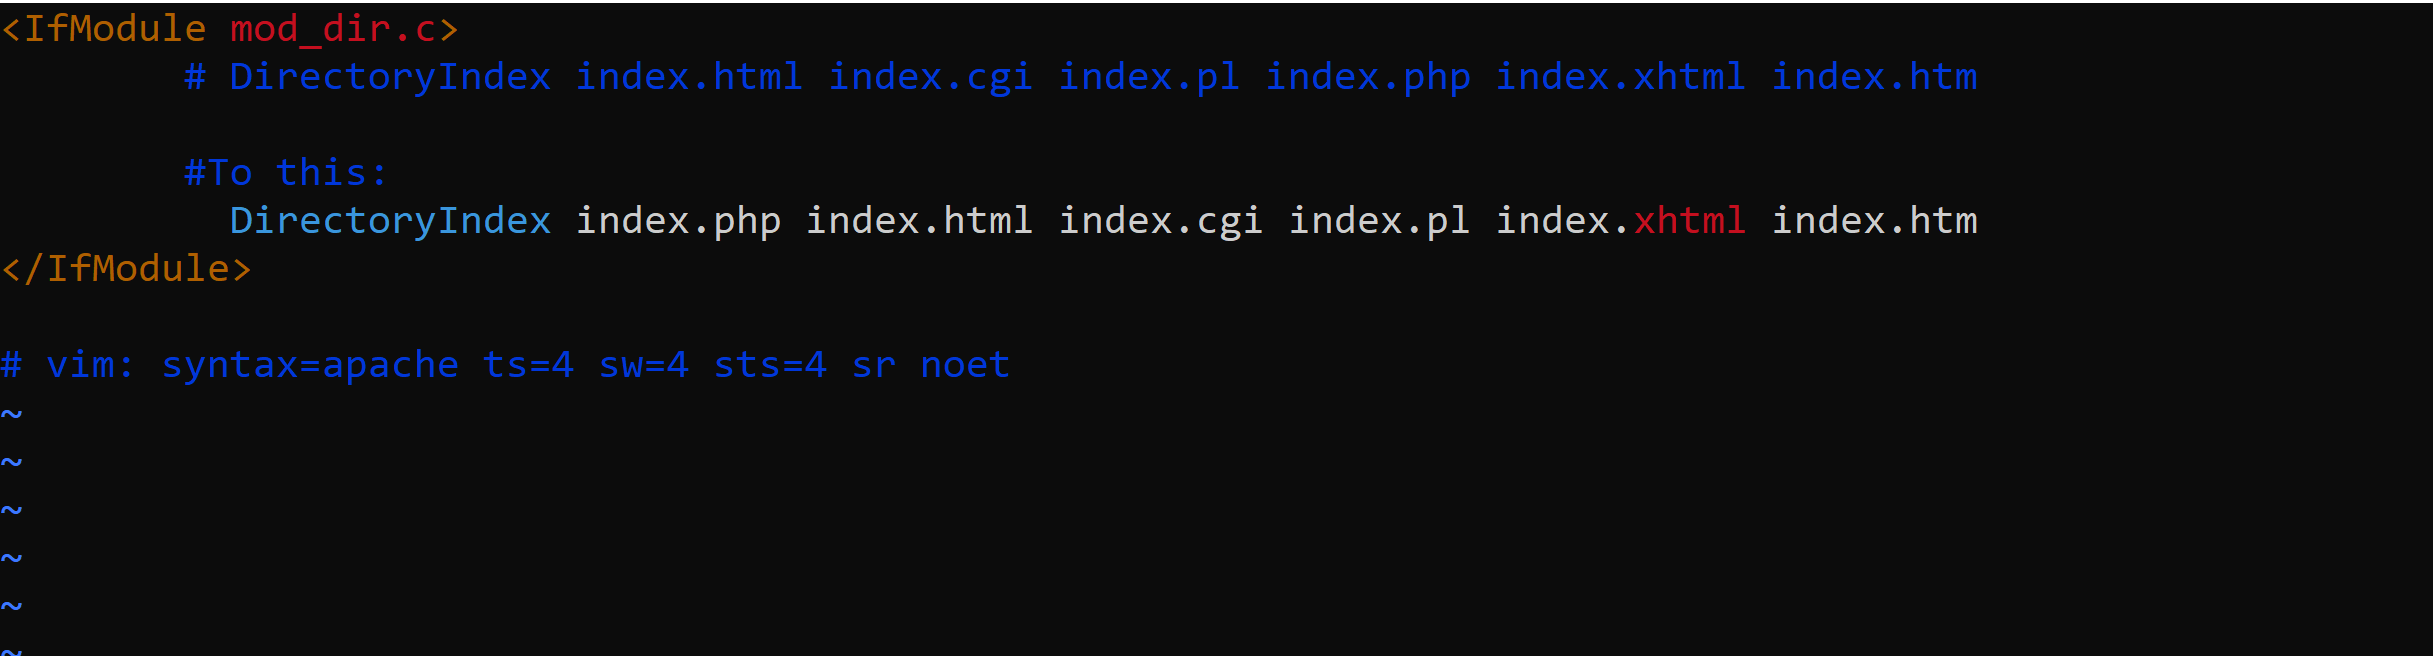 <IfModule mod_dir.c>
# DirectoryIndex index.html index.cgi index.pl index.php index.xhtml index.htm
#To this:
DirectoryIndex index.php index.html index.cgi index.pl index.xhtml index.htm
</IfModule>
# vim: syntax=apache ts=4 sw=4 sts=4 sr noet
~
~
~
~
~
~